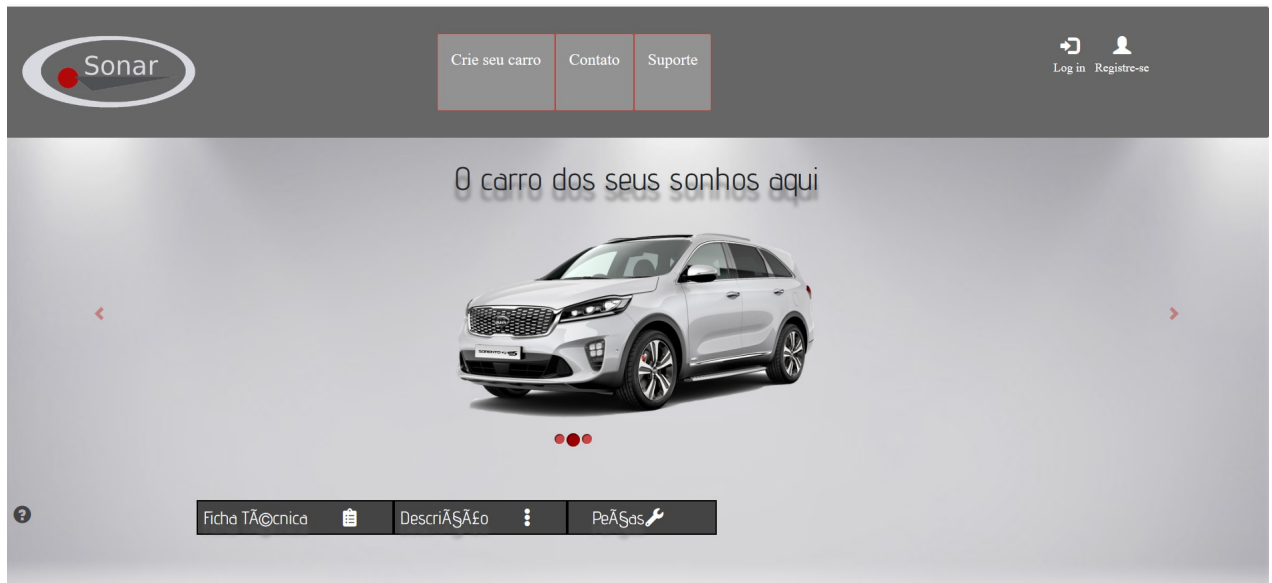 Sonar
Crie seu carro Contato Suporte
Log in Registre-se
O carro dos seus sonhos aqui
Ficha TÃ©cnica DescriÃ§Ã£o PeÃ§as